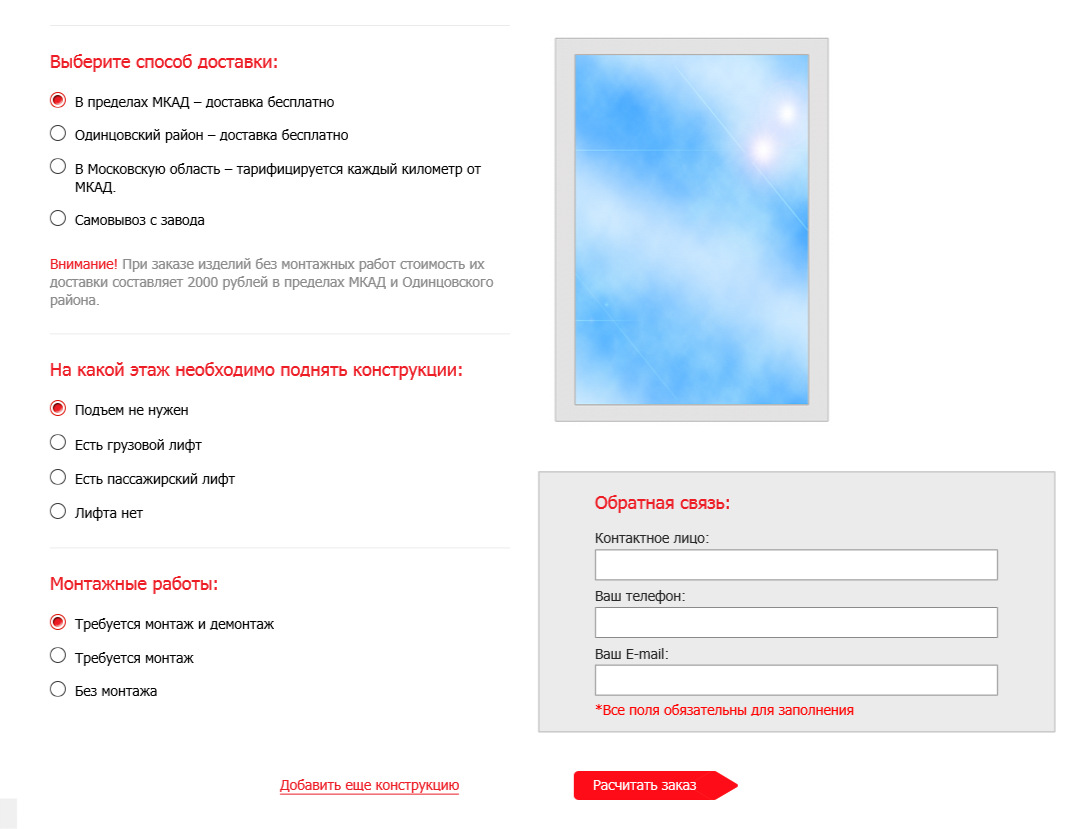 Выберите способ доставки:
В пределах МКАД – доставка бесплатно
Одинцовский район – доставка бесплатно
В Московскую область – тарифицируется каждый километр от
МКАД.
Самовывоз с завода
Внимание! При заказе изделий без монтажных работ стоимость их
доставки составляет 2000 рублей в пределах МКАД и Одинцовского
района.
На какой этаж необходимо поднять конструкции:
Подъем не нужен
Есть грузовой лифт
Есть пассажирский лифт
Лифта нет
Монтажные работы:
Требуется монтаж и демонтаж
Требуется монтаж
Без монтажа
Обратная связь:
Контактное лицо:
Ваш телефон:
Ваш E-mail:
*Все поля обязательны для заполнения
Добавить еще конструкцию
Расчитать заказ